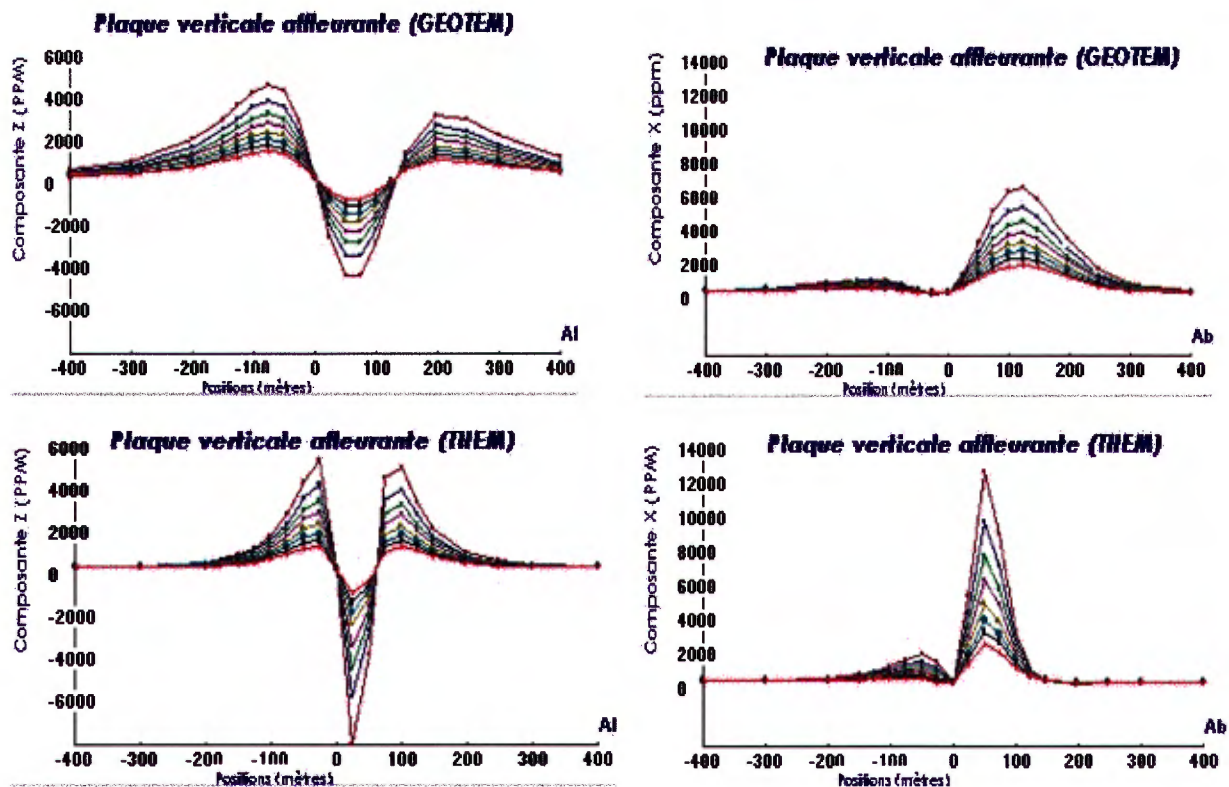 Plaque verticale affleurante (GEOTEM)
6000
4000
2000
0
-2000
-4000
-6000
Composante Z (PPM)
Al
-400 -300 -200 -100 0 100 200 300 400
Positions (mètres)
Plaque verticale affleurante (GEOTEM)
14000
12000
10000
8000
6000
4000
2000
0
Composante X (ppm)
Ab
-400 -300 -200 -100 0 100 200 300 400
Position (mètres)
Plaque verticale affleurante (THEM)
6000
4000
2000
0
-2000
-4000
-6000
Composante Z (PPM)
Al
-400 -300 -200 -100 0 100 200 300 400
Positions (mètres)
Plaque verticale affleurante (THEM)
14000
12000
10000
8000
6000
4000
2000
0
Composante X (PPM)
Ab
-400 -300 -200 -100 0 100 200 300 400
Positions (mètres)